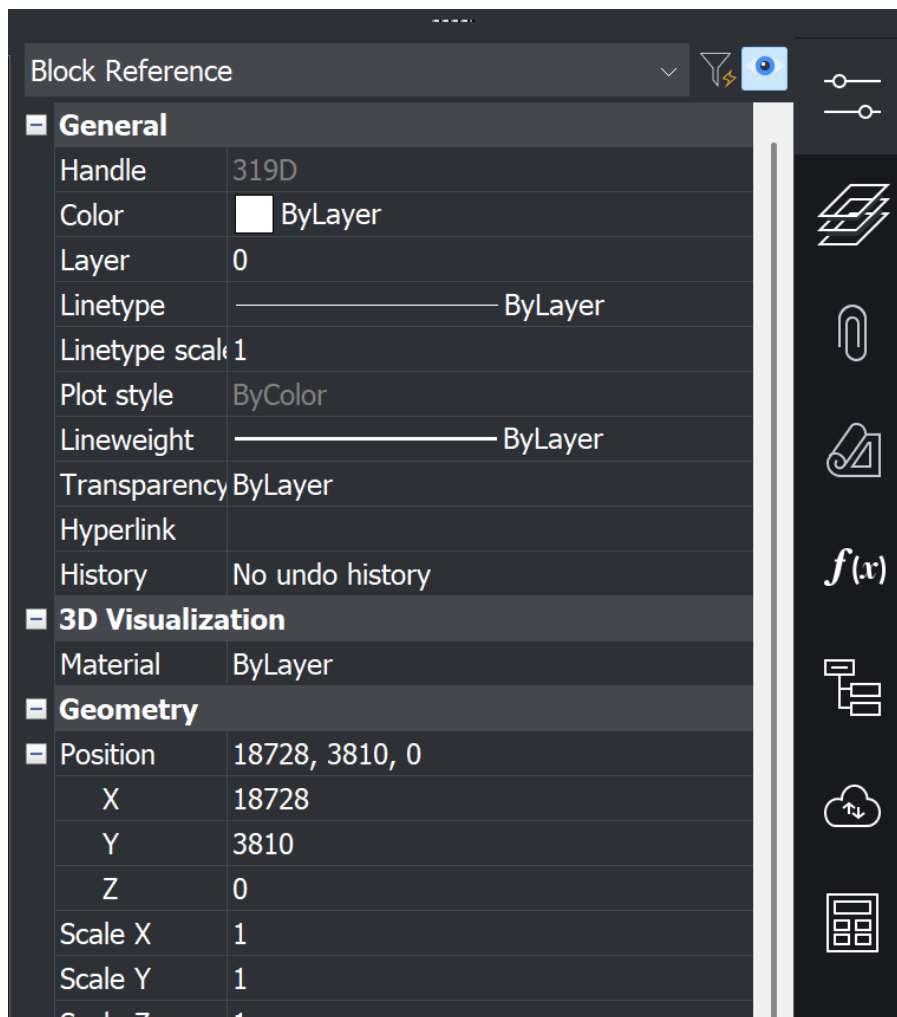 Block Reference
General
Handle 319D
Color ByLayer
Layer 0
Linetype ByLayer
Linetype scale 1
Plot style ByColor
Lineweight ByLayer
Transparency ByLayer
Hyperlink
History No undo history
3D Visualization
Material ByLayer
Geometry
Position 18728, 3810, 0
X 18728
Y 3810
Z 0
Scale X 1
Scale Y 1
f(x)